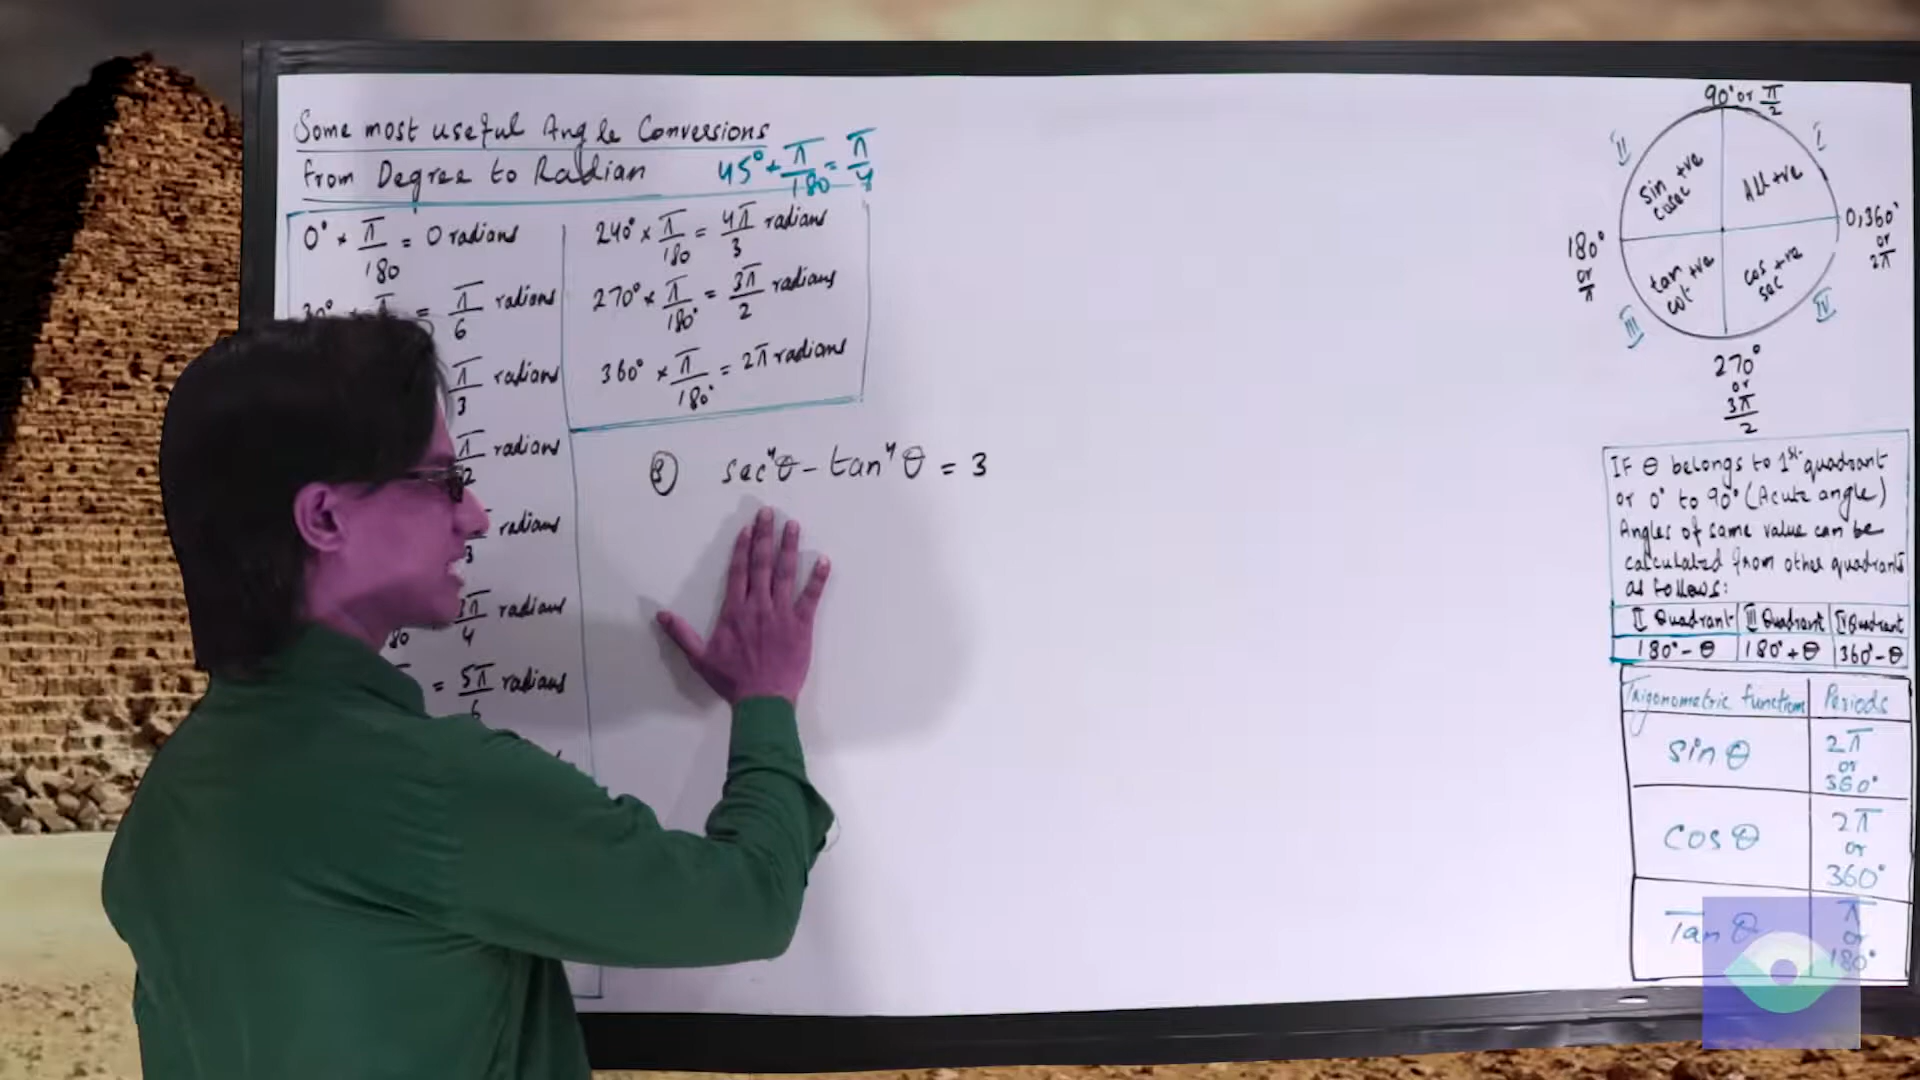 Some most useful Angle Conversions
from Degree to Radian 45° * π/180 = π/4
0° * π/180 = 0 radians
30° = π/6 radians
π/3 radians
π/2 radians
radians
3π/4 radians
= 5π/6 radians
240° × π/180 = 4π/3 radians
270° × π/180° = 3π/2 radians
360° × π/180° = 2π radians
⑧ sec⁴θ - tan⁴θ = 3
90° or π/2
II
I
sin +ve
cosec
All +ve
180°
or
π
0,360°
or
2π
tan +ve
cot
cos +ve
sec
III
IV
270°
or
3π/2
IF θ belongs to 1st quadrant
or 0° to 90° (Acute angle)
Angles of same value can be
calculated from other quadrants
as follows:
II Quadrant III Quadrant IV Quadrant
180°-θ 180°+θ 360°-θ
Trigonometric functions Periods
sin θ 2π
or
360°
cos θ 2π
or
360°
Tan θ π
or
180°